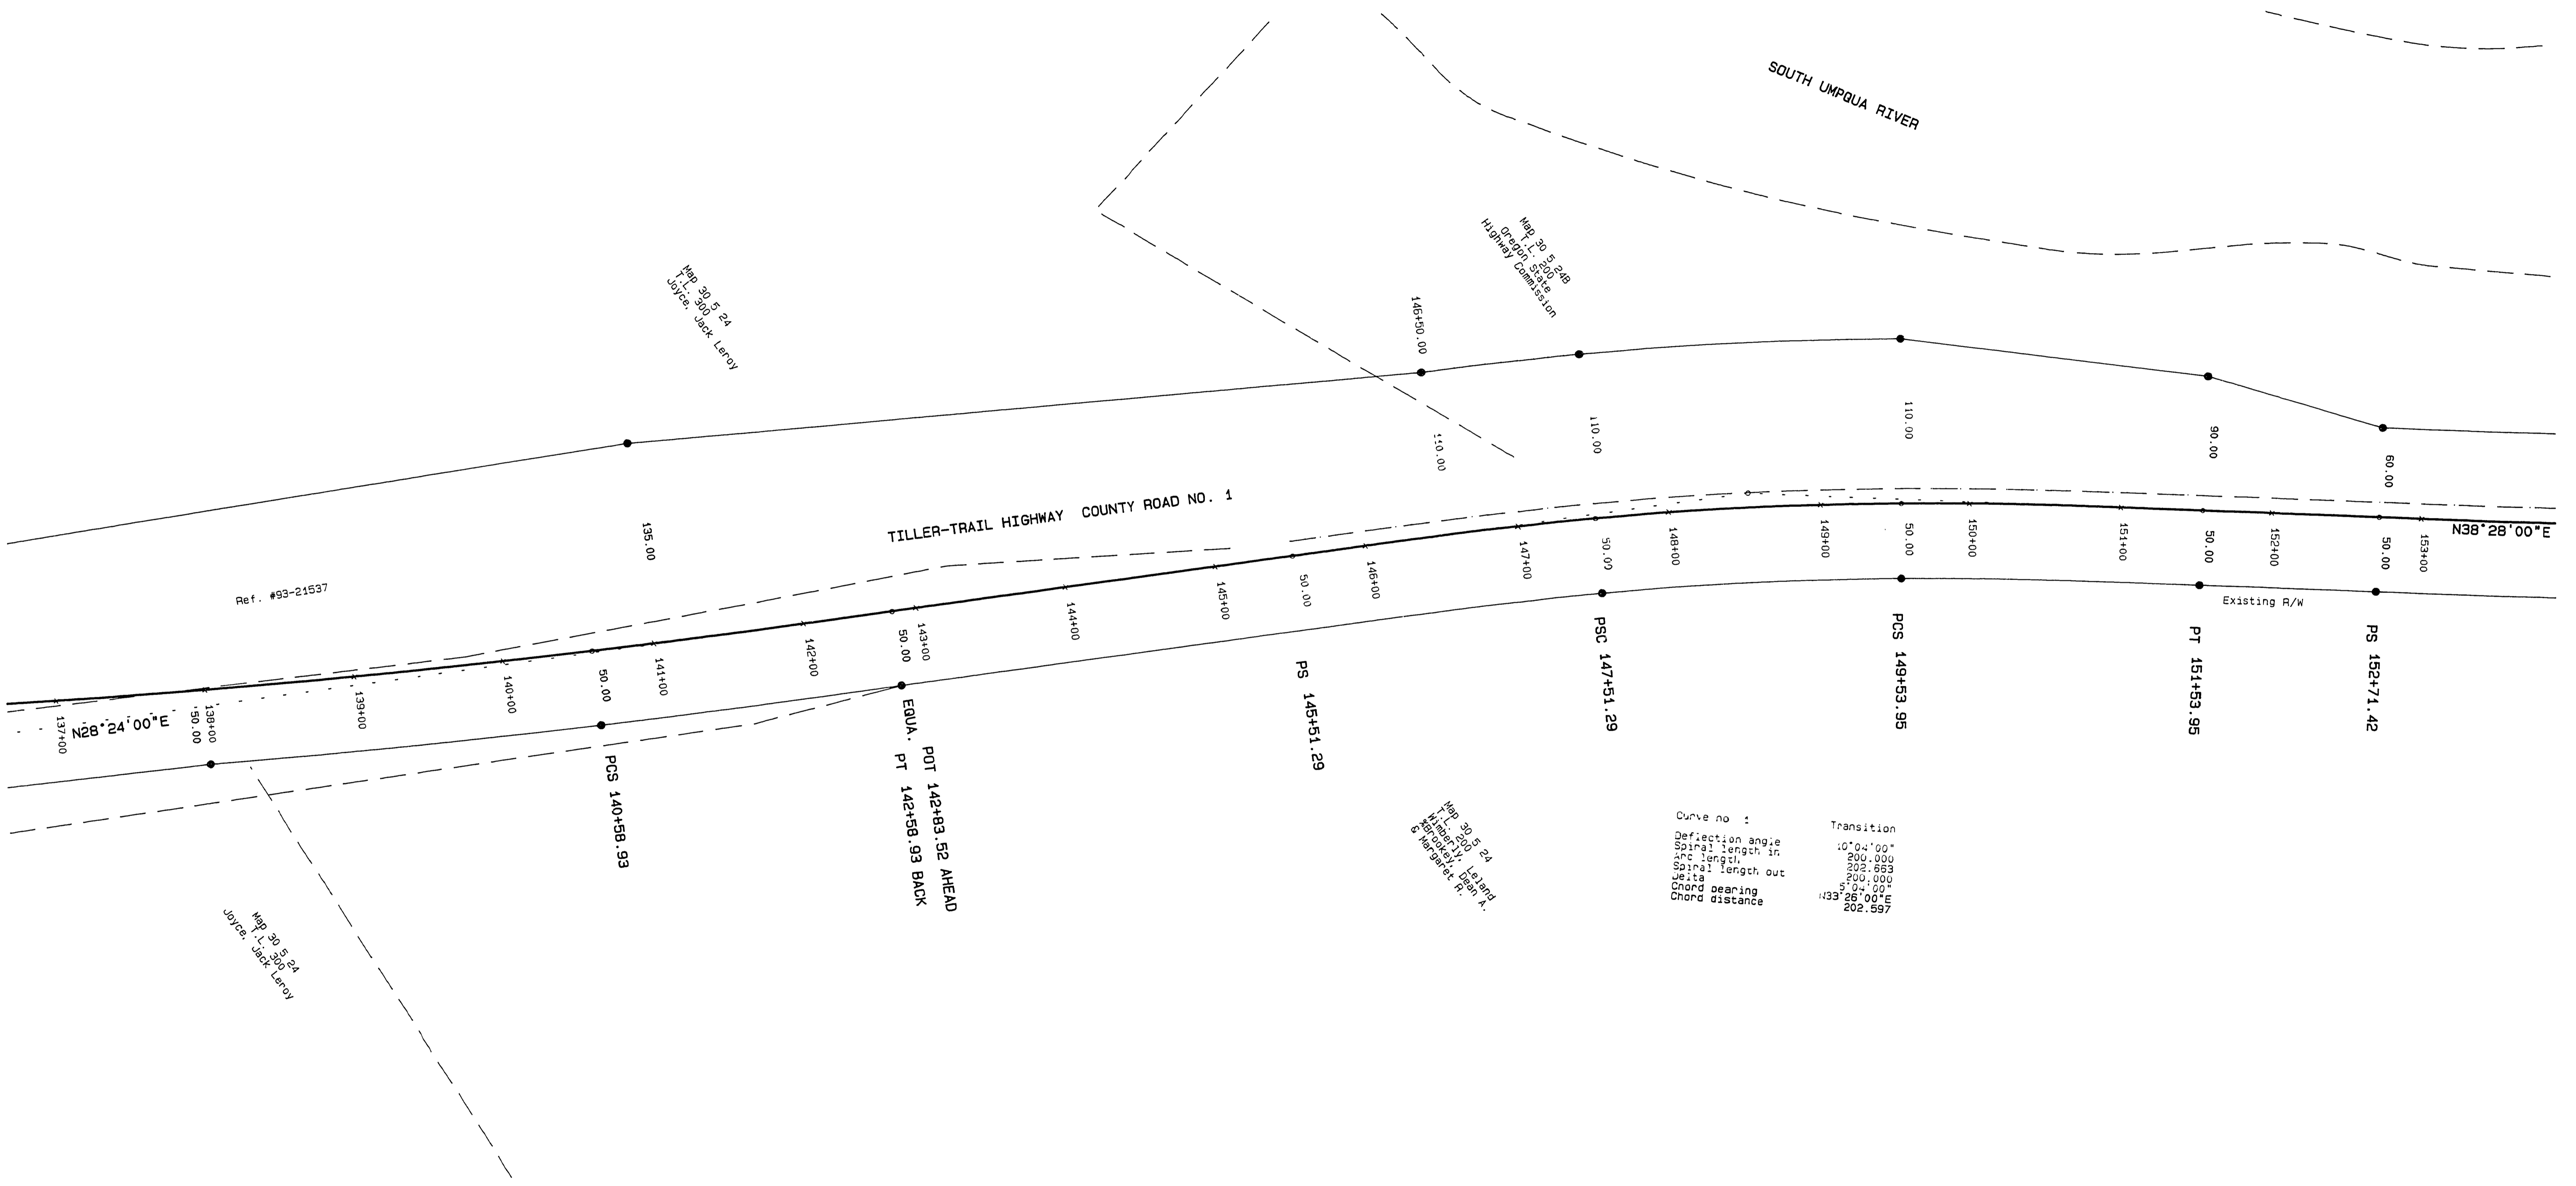 SOUTH UMPQUA RIVER
Map 30 5 24B
T.L. 200
Oregon State
Highway Commission
Map 30 5 24
T.L. 300
Joyce, Jack Leroy
146+50.00
110.00
110.00
110.00
90.00
60.00
135.00
TILLER-TRAIL HIGHWAY COUNTY ROAD NO. 1
Ref. #93-21537
N28°24'00"E
N38°28'00"E
137+00
138+00
139+00
140+00
141+00
142+00
143+00
144+00
145+00
146+00
147+00
148+00
149+00
150+00
151+00
152+00
153+00
50.00
50.00
50.00
50.00
50.00
50.00
50.00
50.00
Existing R/W
PCS 140+58.93
EQUA. POT 142+83.52 AHEAD
PT 142+58.93 BACK
PS 145+51.29
PSC 147+51.29
PCS 149+53.95
PT 151+53.95
PS 152+71.42
Map 30 5 24
T.L. 200
Wimberly, Leland
%Brookey, Dean A.
& Margaret R.
Curve no 1 Transition
Deflection angle 10°04'00"
Spiral length in 200.000
Arc length 202.663
Spiral length out 200.000
Delta 5°04'00"
Chord bearing N33°26'00"E
Chord distance 202.597
Map 30 5 24
T.L. 300
Joyce, Jack Leroy